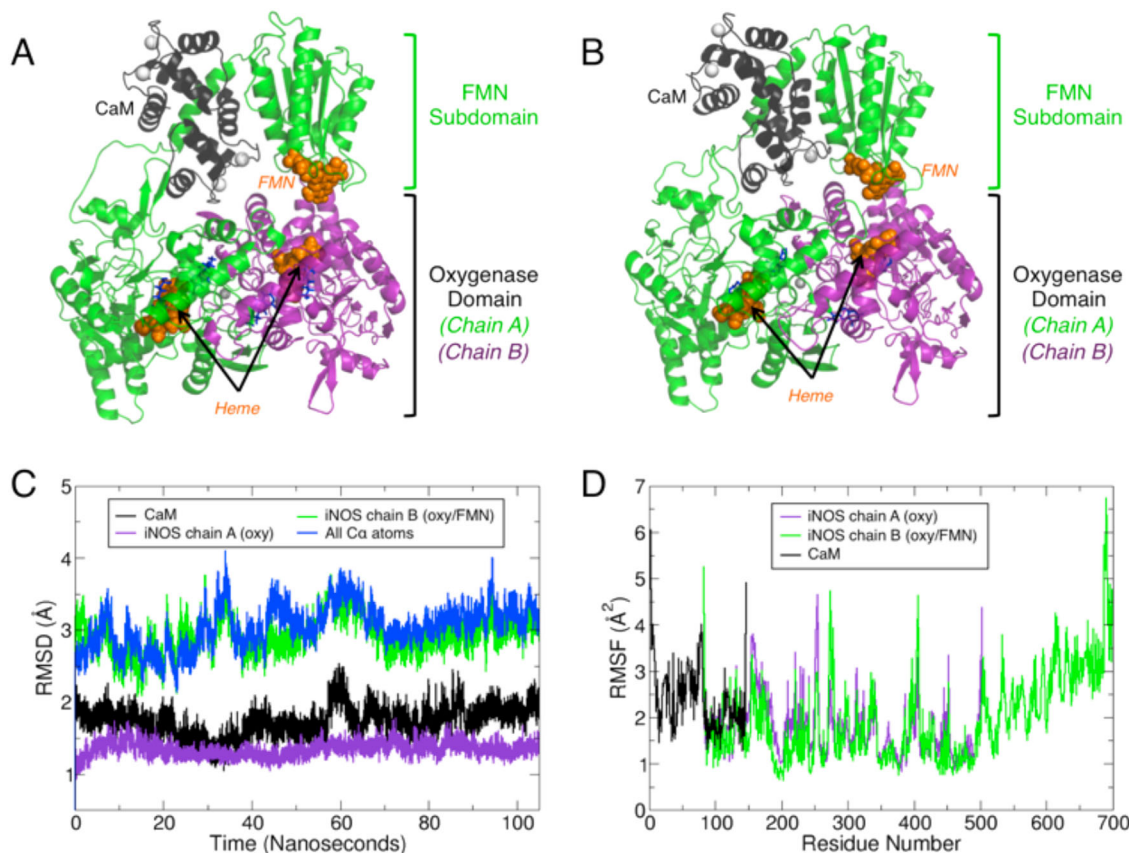 A
CaM
FMN
FMN
Subdomain
Oxygenase
Domain
(Chain A)
(Chain B)
Heme
B
CaM
FMN
FMN
Subdomain
Oxygenase
Domain
(Chain A)
(Chain B)
Heme
C
CaM
iNOS chain A (oxy)
iNOS chain B (oxy/FMN)
All Cα atoms
RMSD (Å)
5
4
3
2
1
0 20 40 60 80 100
Time (Nanoseconds)
D
iNOS chain A (oxy)
iNOS chain B (oxy/FMN)
CaM
RMSF (Å²)
7
6
5
4
3
2
1
0
0 100 200 300 400 500 600 700
Residue Number